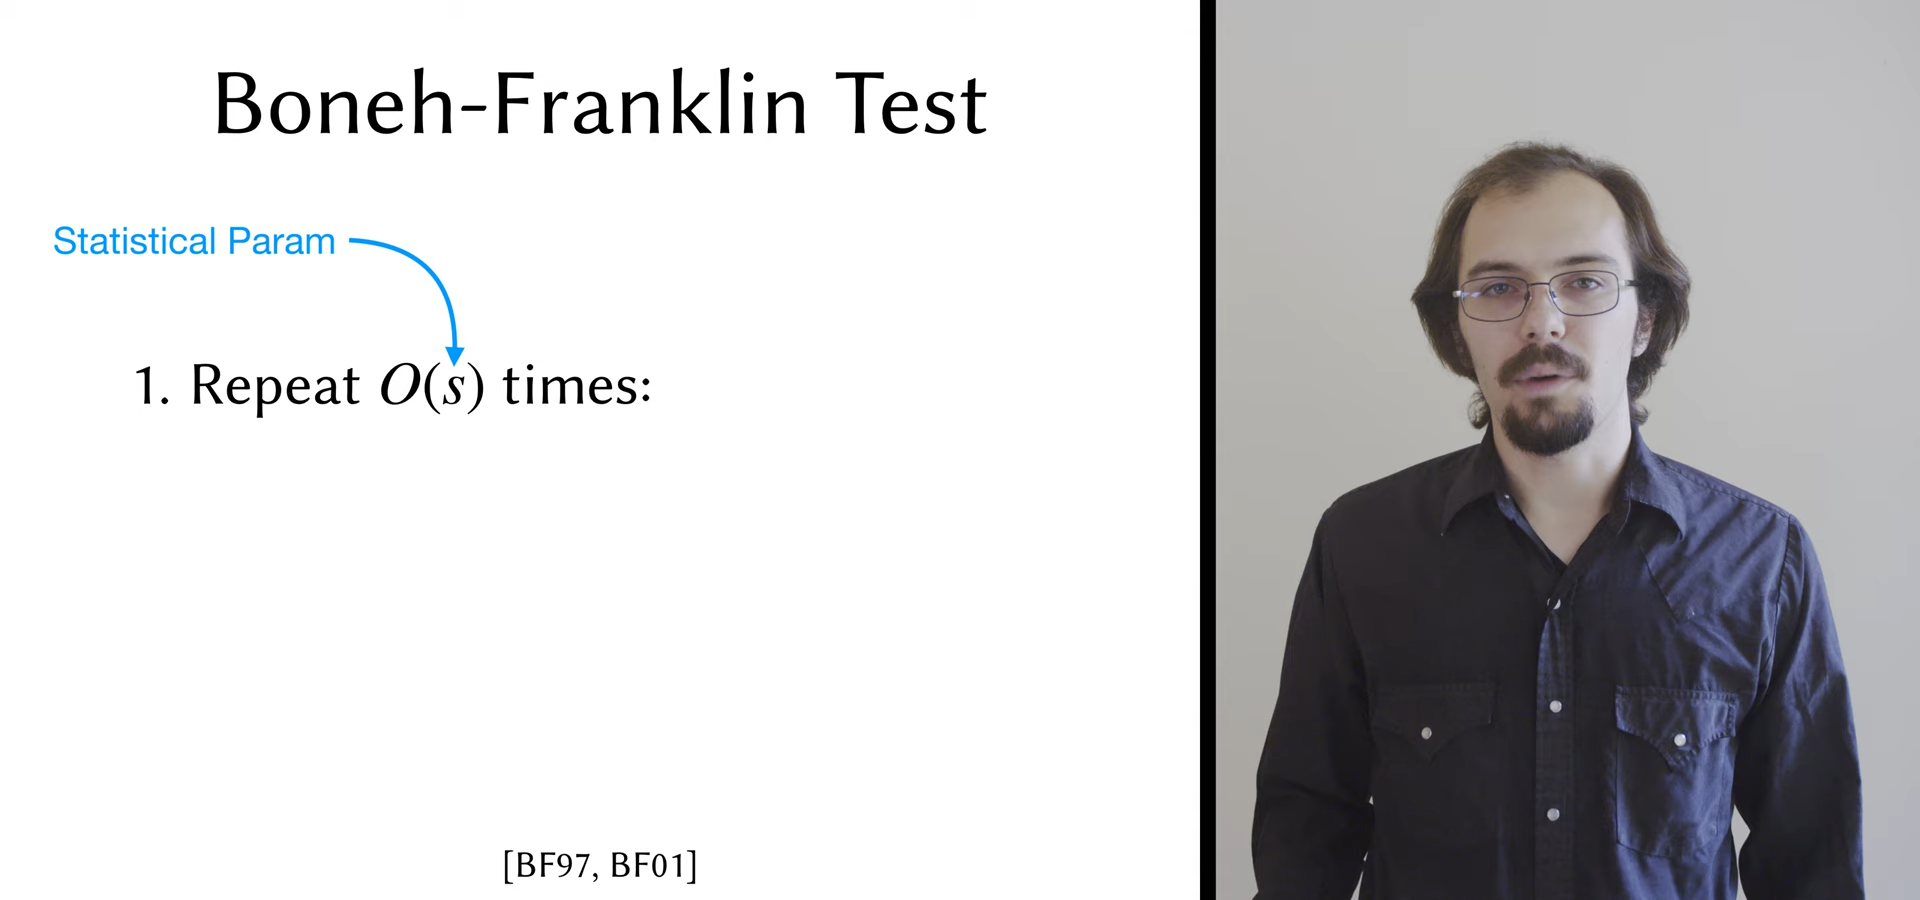 Boneh-Franklin Test
Statistical Param
1. Repeat O(s) times:
[BF97, BF01]